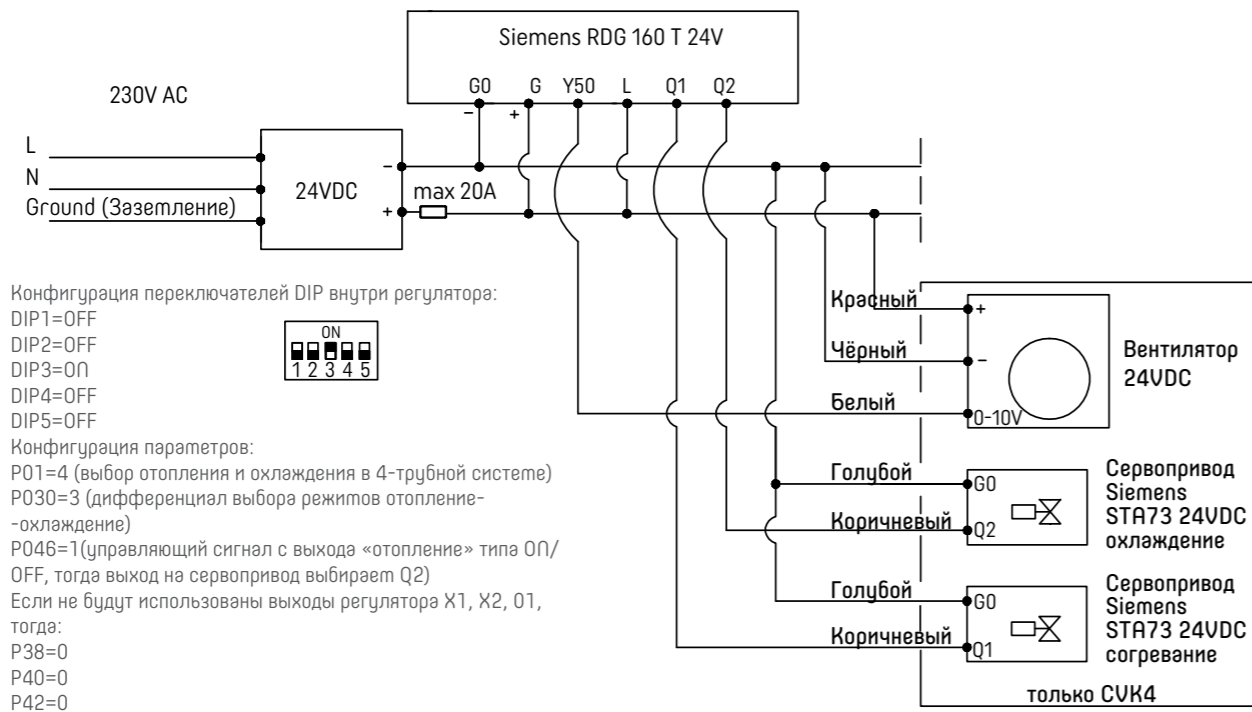 Siemens RDG 160 T 24V
G0 G Y50 L Q1 Q2
230V AC
− +
L
N
Ground (Заземление)
24VDC
−
+
max 20A
Конфигурация переключателей DIP внутри регулятора:
DIP1=OFF
DIP2=OFF
DIP3=ON
DIP4=OFF
DIP5=OFF
ON
1 2 3 4 5
Конфигурация параметров:
P01=4 (выбор отопления и охлаждения в 4-трубной системе)
P030=3 (дифференциал выбора режитов отопление-
-охлаждение)
P046=1(управляющий сигнал с выхода «отопление» типа ON/
OFF, тогда выход на сервопривод выбираем Q2)
Если не будут использованы выходы регулятора X1, X2, 01,
тогда:
P38=0
P40=0
P42=0
Красный
+
Чёрный
−
Белый
0-10V
Вентилятор
24VDC
Голубой
G0
Коричневый
Q2
Сервопривод
Siemens
STA73 24VDC
охлаждение
Голубой
G0
Коричневый
Q1
Сервопривод
Siemens
STA73 24VDC
согревание
только CVK4